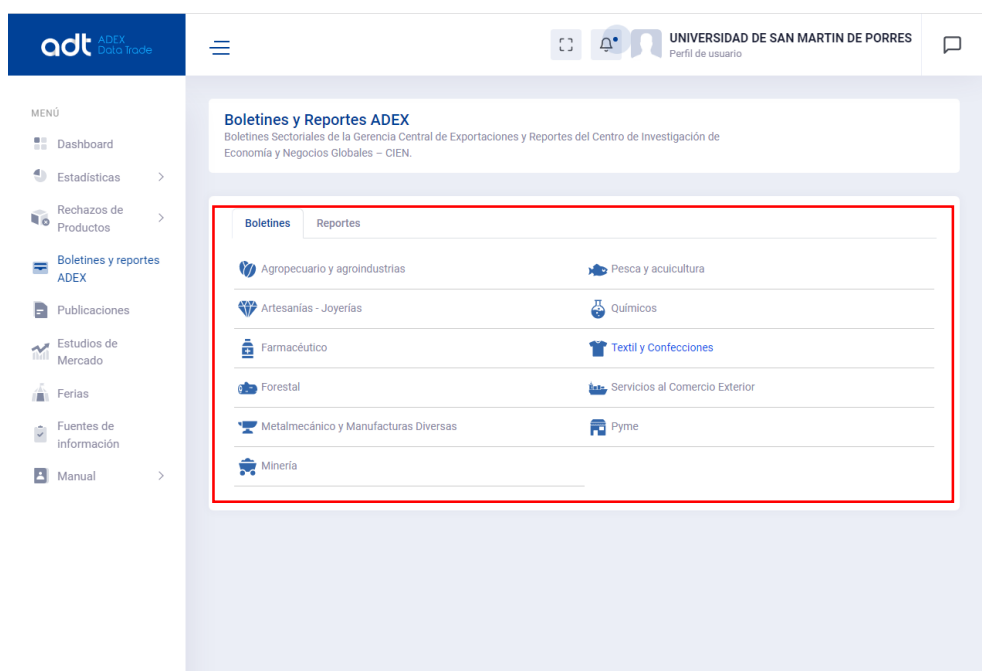 adt ADEX
Data Trade
UNIVERSIDAD DE SAN MARTIN DE PORRES
Perfil de usuario
MENÚ
Dashboard
Estadísticas
Rechazos de
Productos
Boletines y reportes
ADEX
Publicaciones
Estudios de
Mercado
Ferias
Fuentes de
información
Manual
Boletines y Reportes ADEX
Boletines Sectoriales de la Gerencia Central de Exportaciones y Reportes del Centro de Investigación de
Economía y Negocios Globales – CIEN.
Boletines Reportes
Agropecuario y agroindustrias
Pesca y acuicultura
Artesanías - Joyerías
Químicos
Farmacéutico
Textil y Confecciones
Forestal
Servicios al Comercio Exterior
Metalmecánico y Manufacturas Diversas
Pyme
Minería